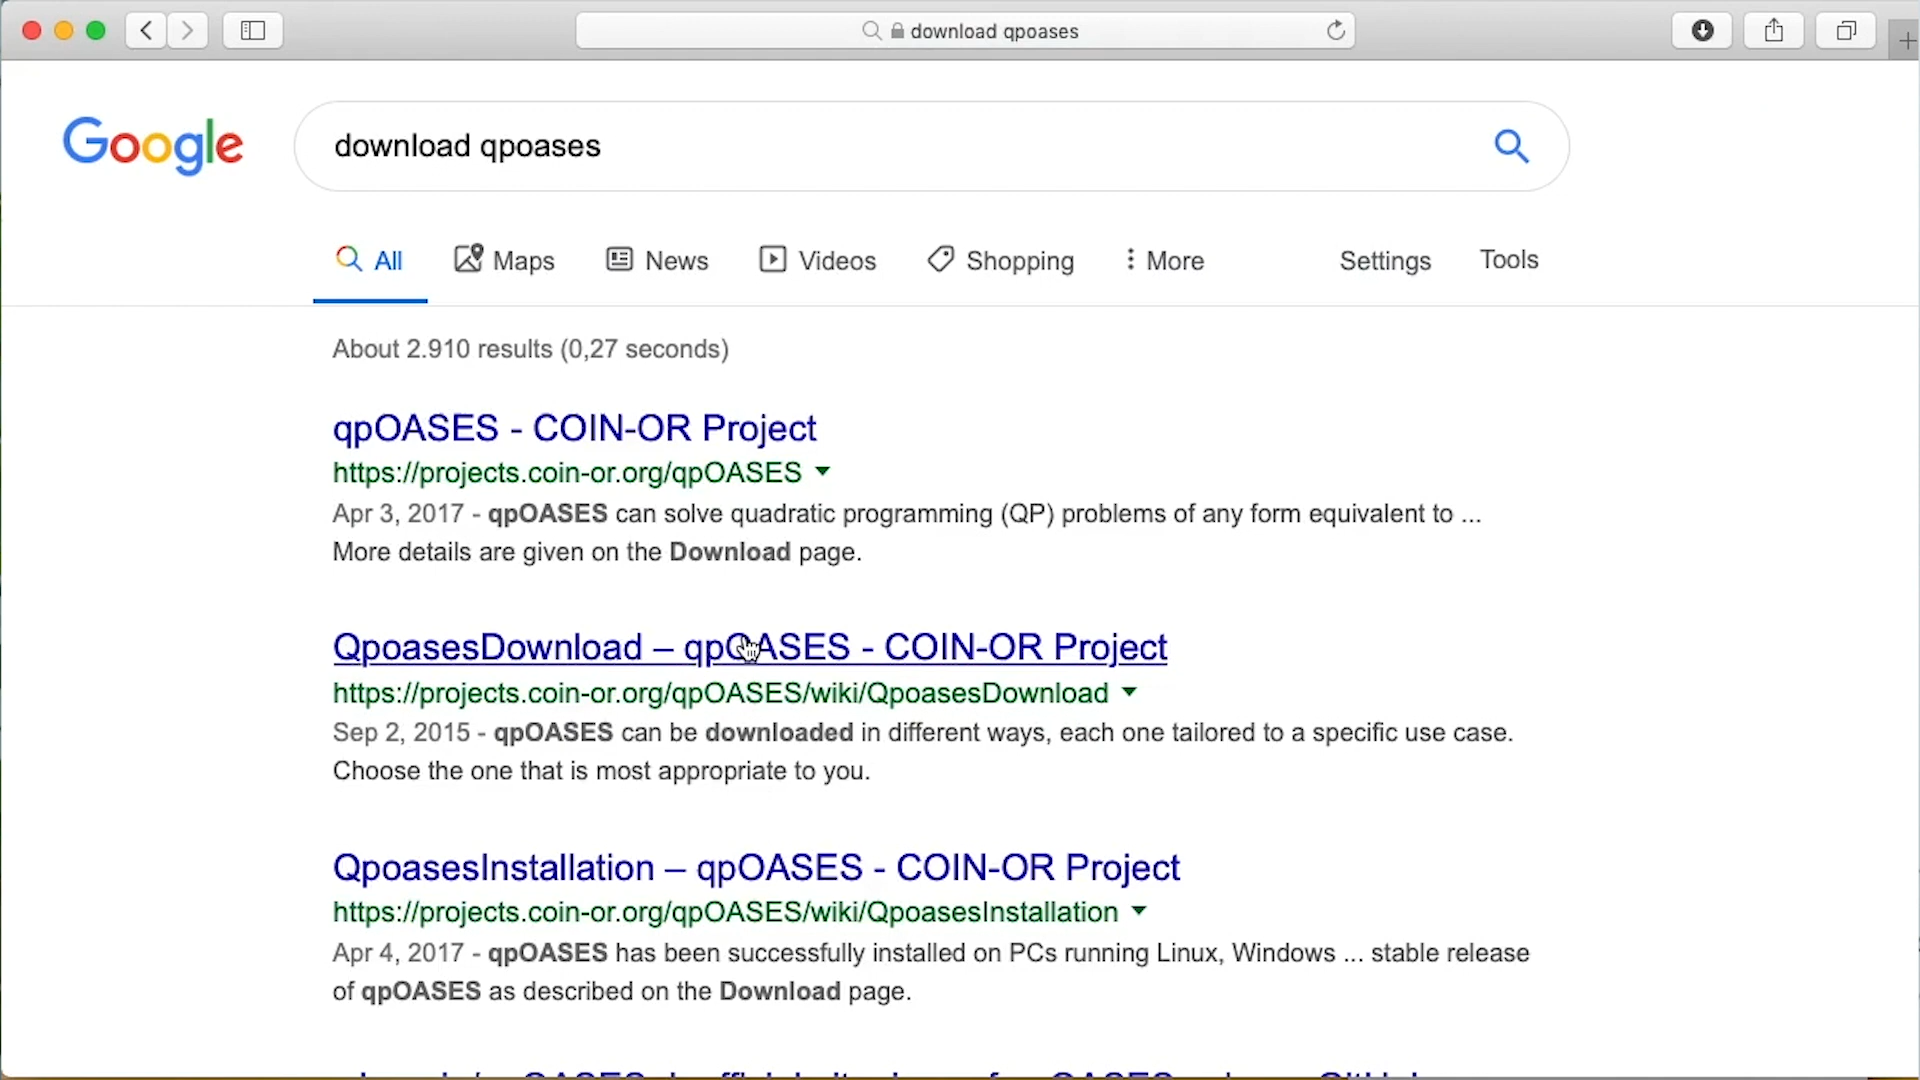 download qpoases
Google
download qpoases
All Maps News Videos Shopping More Settings Tools
About 2.910 results (0,27 seconds)
qpOASES - COIN-OR Project
https://projects.coin-or.org/qpOASES
Apr 3, 2017 - qpOASES can solve quadratic programming (QP) problems of any form equivalent to ...
More details are given on the Download page.
QpoasesDownload – qpOASES - COIN-OR Project
https://projects.coin-or.org/qpOASES/wiki/QpoasesDownload
Sep 2, 2015 - qpOASES can be downloaded in different ways, each one tailored to a specific use case.
Choose the one that is most appropriate to you.
QpoasesInstallation – qpOASES - COIN-OR Project
https://projects.coin-or.org/qpOASES/wiki/QpoasesInstallation
Apr 4, 2017 - qpOASES has been successfully installed on PCs running Linux, Windows ... stable release
of qpOASES as described on the Download page.